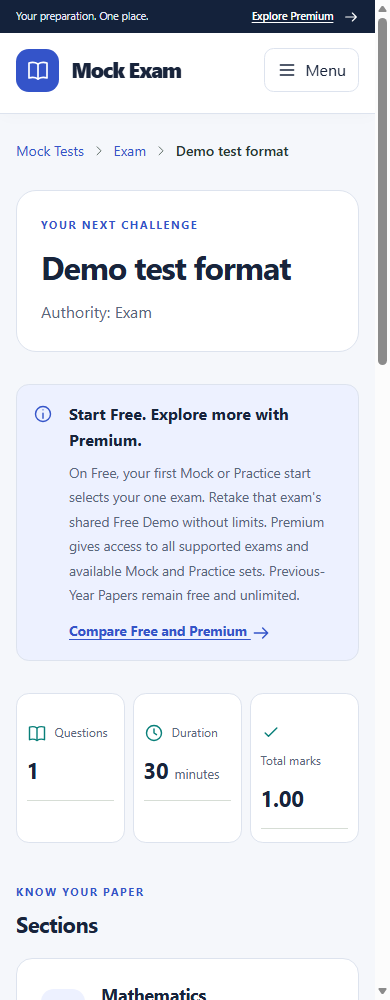 Your preparation. One place.
Explore Premium
Mock Exam
Menu
Mock Tests
Exam
Demo test format
YOUR NEXT CHALLENGE
Demo test format
Authority: Exam
Start Free. Explore more with
Premium.
On Free, your first Mock or Practice start
selects your one exam. Retake that exam's
shared Free Demo without limits. Premium
gives access to all supported exams and
available Mock and Practice sets. Previous-
Year Papers remain free and unlimited.
Compare Free and Premium
Questions
1
Duration
30 minutes
Total marks
1.00
KNOW YOUR PAPER
Sections
Mathematics